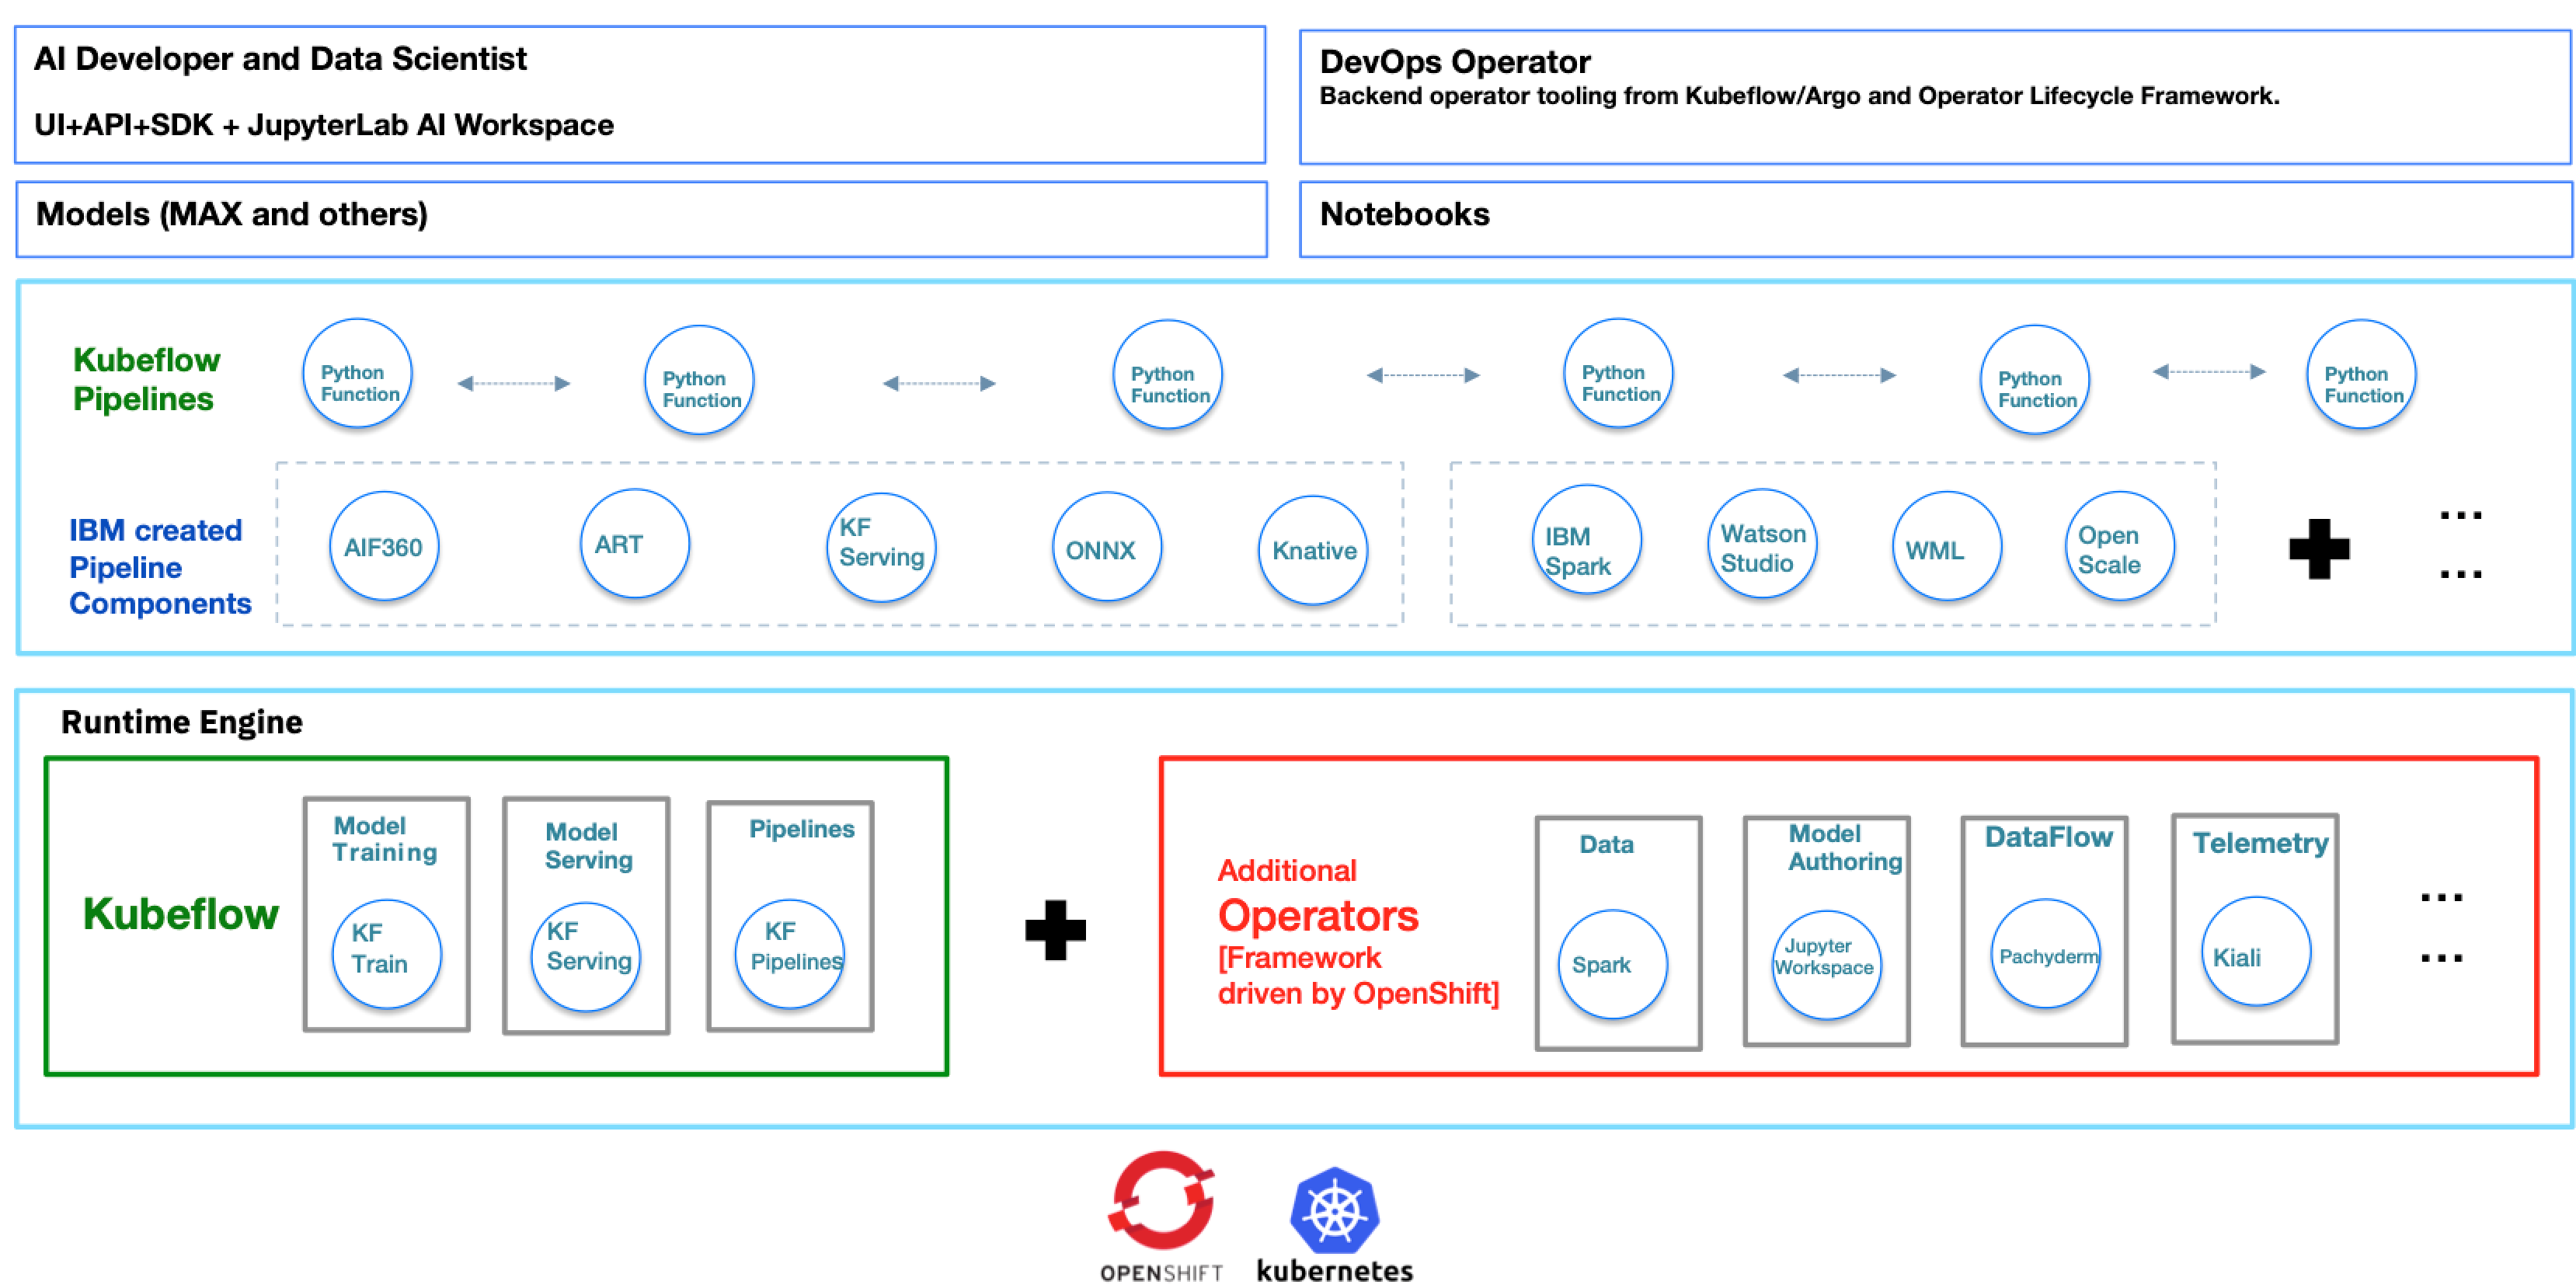 AI Developer and Data Scientist
UI+API+SDK + JupyterLab AI Workspace
DevOps Operator
Backend operator tooling from Kubeflow/Argo and Operator Lifecycle Framework.
Models (MAX and others)
Notebooks
Kubeflow
Pipelines
Python
Function
Python
Function
Python
Function
Python
Function
Python
Function
Python
Function
IBM created
Pipeline
Components
AIF360
ART
KF
Serving
ONNX
Knative
IBM
Spark
Watson
Studio
WML
Open
Scale
...
...
Runtime Engine
Kubeflow
Model
Training
KF
Train
Model
Serving
KF
Serving
Pipelines
KF
Pipelines
Additional
Operators
[Framework
driven by OpenShift]
Data
Spark
Model
Authoring
Jupyter
Workspace
DataFlow
Pachyderm
Telemetry
Kiali
...
...
OPENSHIFT
kubernetes